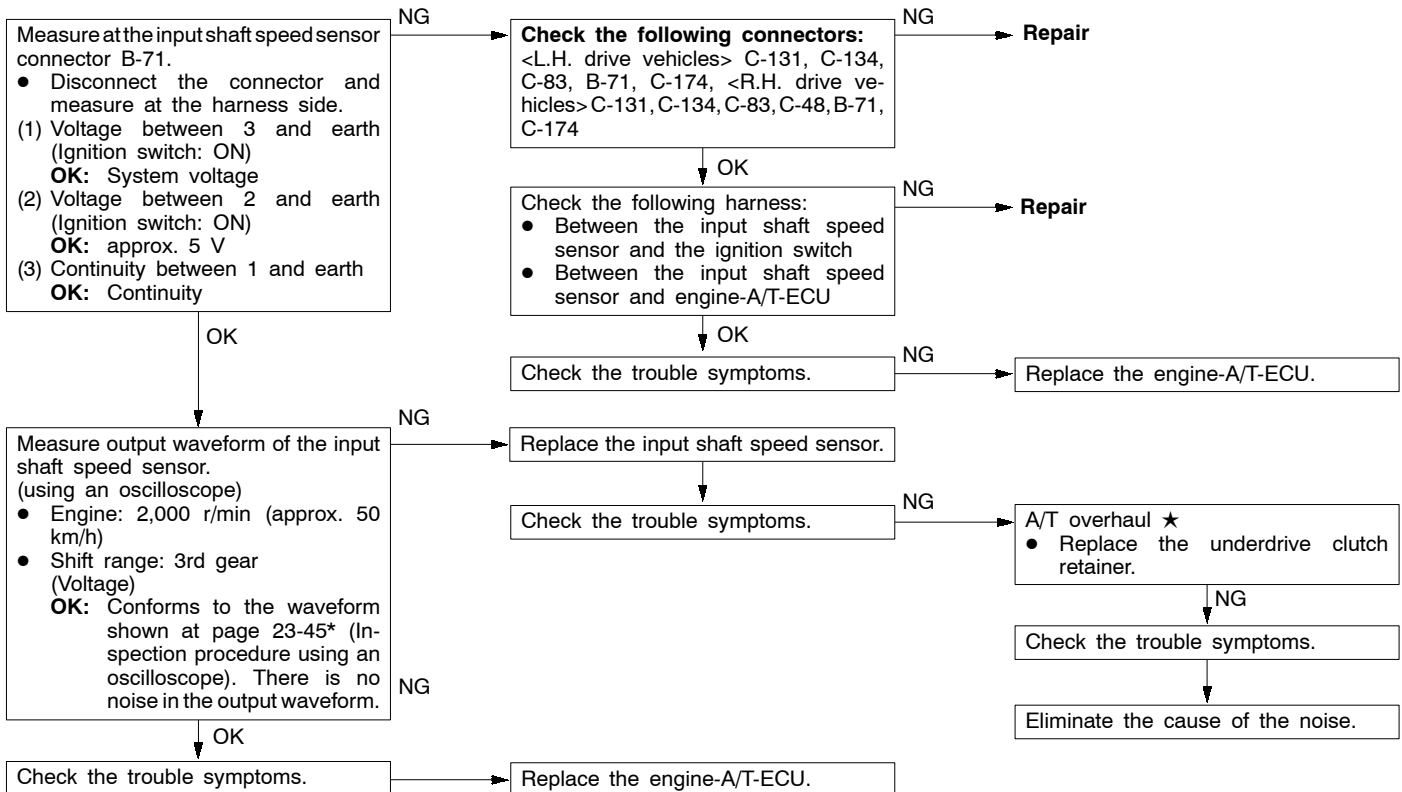 Measure at the input shaft speed sensor
connector B-71.
● Disconnect the connector and
measure at the harness side.
(1) Voltage between 3 and earth
(Ignition switch: ON)
OK: System voltage
(2) Voltage between 2 and earth
(Ignition switch: ON)
OK: approx. 5 V
(3) Continuity between 1 and earth
OK: Continuity
NG
Check the following connectors:
<L.H. drive vehicles> C-131, C-134,
C-83, B-71, C-174, <R.H. drive ve-
hicles> C-131, C-134, C-83, C-48, B-71,
C-174
NG
Repair
OK
Check the following harness:
● Between the input shaft speed
sensor and the ignition switch
● Between the input shaft speed
sensor and engine-A/T-ECU
NG
Repair
OK
OK
Check the trouble symptoms.
NG
Replace the engine-A/T-ECU.
Measure output waveform of the input
shaft speed sensor.
(using an oscilloscope)
● Engine: 2,000 r/min (approx. 50
km/h)
● Shift range: 3rd gear
(Voltage)
OK: Conforms to the waveform
shown at page 23-45* (In-
spection procedure using an
oscilloscope). There is no
noise in the output waveform.
NG
Replace the input shaft speed sensor.
Check the trouble symptoms.
NG
A/T overhaul ★
● Replace the underdrive clutch
retainer.
NG
Check the trouble symptoms.
Eliminate the cause of the noise.
NG
OK
Check the trouble symptoms.
Replace the engine-A/T-ECU.